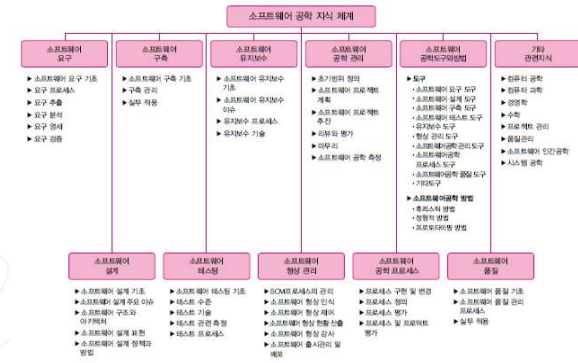 소프트웨어 공학 지식 체계
소프트웨어
요구
▶ 소프트웨어 요구 기초
▶ 요구 프로세스
▶ 요구 추출
▶ 요구 분석
▶ 요구 명세
▶ 요구 검증
소프트웨어
구축
▶ 소프트웨어 구축 기초
▶ 구축 관리
▶ 실무 적용
소프트웨어
유지보수
▶ 소프트웨어 유지보수
기초
▶ 소프트웨어 유지보수
이슈
▶ 유지보수 프로세스
▶ 유지보수 기술
소프트웨어
공학 관리
▶ 초기범위 정의
▶ 소프트웨어 프로젝트
계획
▶ 소프트웨어 프로젝트
추진
▶ 리뷰와 평가
▶ 마무리
▶ 소프트웨어 공학 측정
소프트웨어
공학도구와방법
▶ 도구
• 소프트웨어 요구 도구
• 소프트웨어 설계 도구
• 소프트웨어 구축 도구
• 소프트웨어 테스트 도구
• 유지보수 도구
• 형상 관리 도구
• 소프트웨어공학관리도구
• 소프트웨어공학
프로세스 도구
• 소프트웨어공학 품질 도구
• 기타도구
▶ 소프트웨어공학 방법
• 휴리스틱 방법
• 정형적 방법
• 프로토타이핑 방법
기타
관련지식
▶ 컴퓨터 공학
▶ 컴퓨터 과학
▶ 경영학
▶ 수학
▶ 프로젝트 관리
▶ 품질관리
▶ 소프트웨어 인간공학
▶ 시스템 공학
소프트웨어
설계
▶ 소프트웨어 설계 기초
▶ 소프트웨어 설계 주요 이슈
▶ 소프트웨어 구조와
아키텍처
▶ 소프트웨어 설계 표현
▶ 소프트웨어 설계 정책과
방법
소프트웨어
테스팅
▶ 소프트웨어 테스팅 기초
▶ 테스트 수준
▶ 테스트 기술
▶ 테스트 관련 측정
▶ 테스트 프로세스
소프트웨어
형상 관리
▶ SCM프로세스의 관리
▶ 소프트웨어 형상 인식
▶ 소프트웨어 형상 제어
▶ 소프트웨어 형상 현황 산출
▶ 소프트웨어 형상 감사
▶ 소프트웨어 출시관리 및
배포
소프트웨어
공학 프로세스
▶ 프로세스 구현 및 변경
▶ 프로세스 정의
▶ 프로세스 평가
▶ 프로세스 및 프로덕트
평가
소프트웨어
품질
▶ 소프트웨어 품질 기초
▶ 소프트웨어 품질 관리
프로세스
▶ 실무 적용